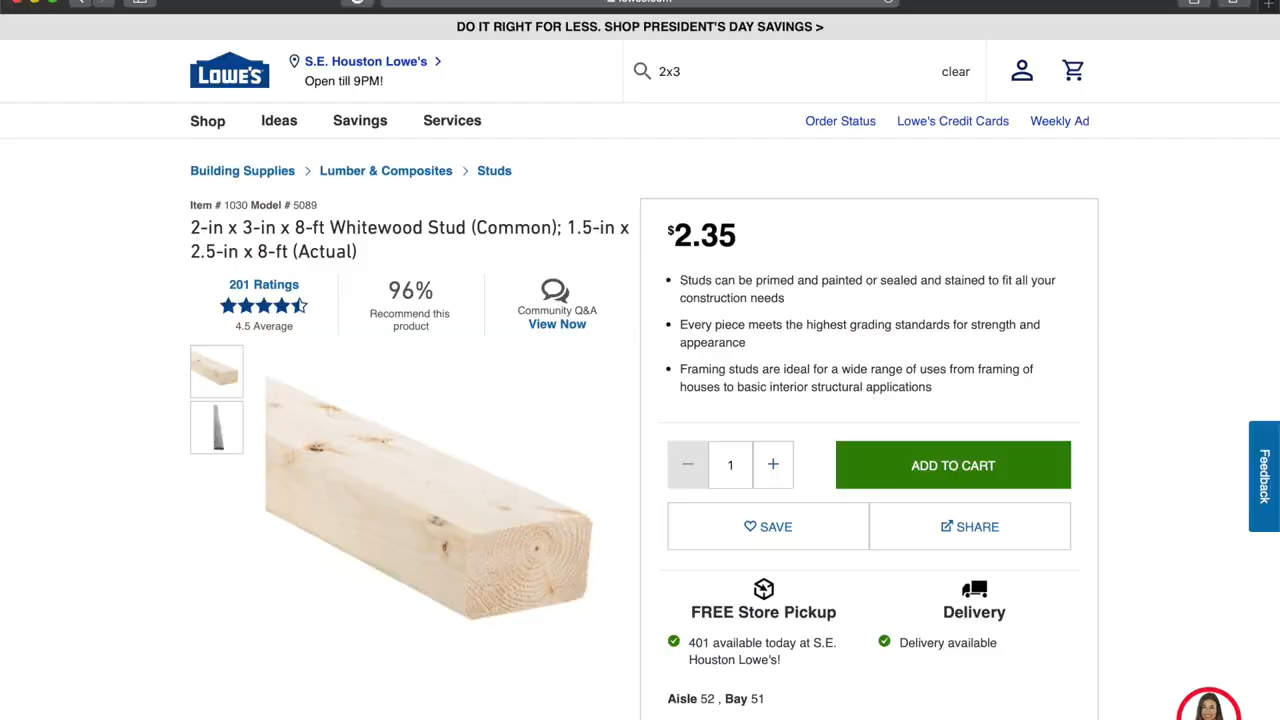 DO IT RIGHT FOR LESS. SHOP PRESIDENT'S DAY SAVINGS >
LOWE'S
S.E. Houston Lowe's >
Open till 9PM!
2x3
clear
Shop
Ideas
Savings
Services
Order Status
Lowe's Credit Cards
Weekly Ad
Building Supplies > Lumber & Composites > Studs
Item # 1030 Model # 5089
2-in x 3-in x 8-ft Whitewood Stud (Common); 1.5-in x
2.5-in x 8-ft (Actual)
201 Ratings
4.5 Average
96%
Recommend this
product
Community Q&A
View Now
$2.35
• Studs can be primed and painted or sealed and stained to fit all your
construction needs
• Every piece meets the highest grading standards for strength and
appearance
• Framing studs are ideal for a wide range of uses from framing of
houses to basic interior structural applications
− 1 +
ADD TO CART
SAVE
SHARE
FREE Store Pickup
401 available today at S.E.
Houston Lowe's!
Delivery
Delivery available
Aisle 52 , Bay 51
Feedback